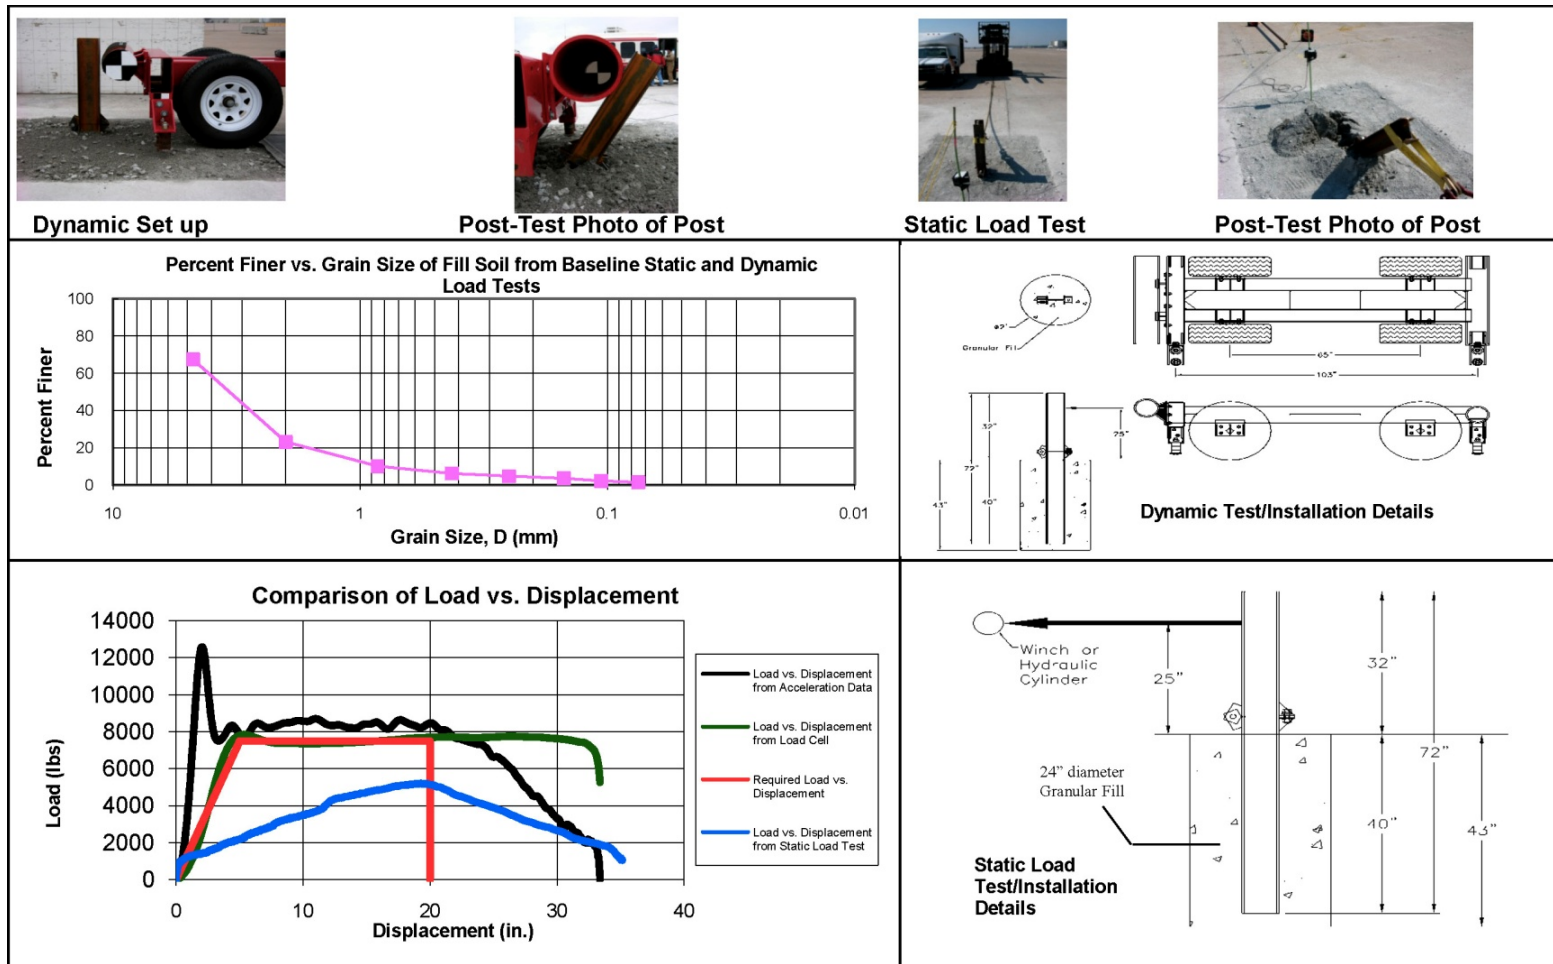 Dynamic Set up
Post-Test Photo of Post
Static Load Test
Post-Test Photo of Post
Percent Finer vs. Grain Size of Fill Soil from Baseline Static and Dynamic
Load Tests
Percent Finer
100
80
60
40
20
0
10
1
0.1
0.01
Grain Size, D (mm)
Granular Fill
65"
103"
32"
72"
43"
40"
Dynamic Test/Installation Details
Comparison of Load vs. Displacement
Load (lbs)
14000
12000
10000
8000
6000
4000
2000
0
0
10
20
30
40
Displacement (in.)
Load vs. Displacement
from Acceleration Data
Load vs. Displacement
from Load Cell
Required Load vs.
Displacement
Load vs. Displacement
from Static Load Test
Winch or
Hydraulic
Cylinder
25"
32"
72"
24" diameter
Granular Fill
40"
43"
Static Load
Test/Installation
Details